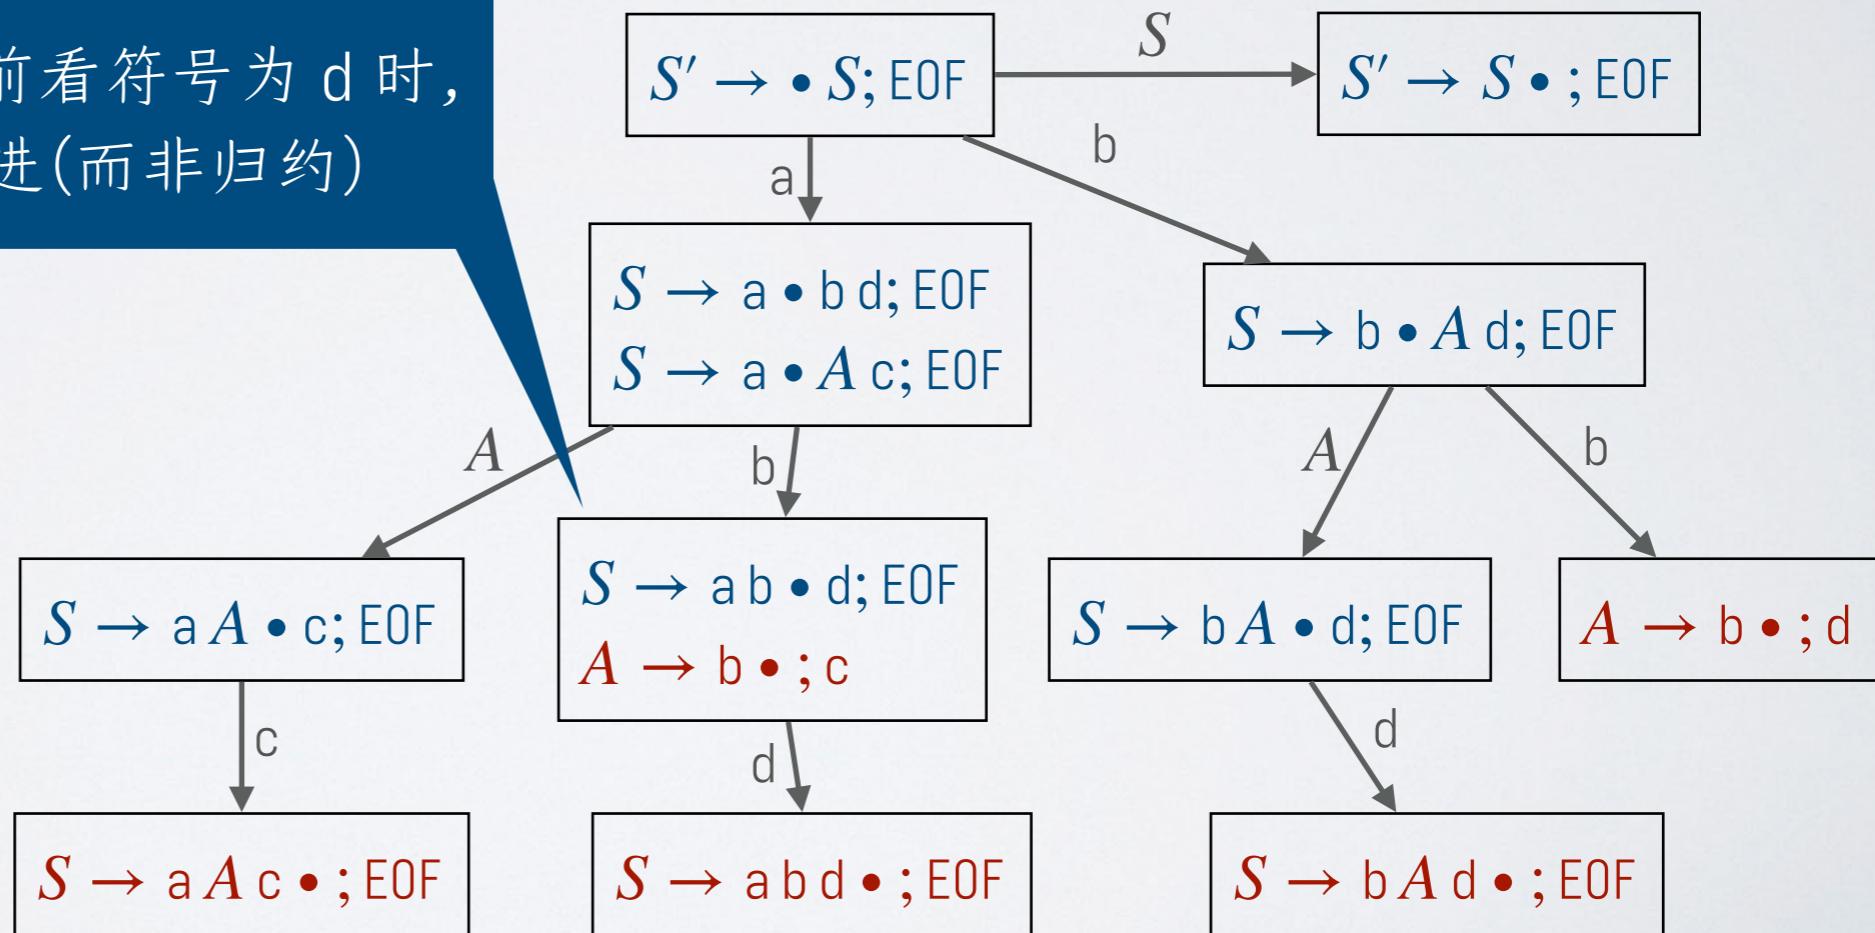 前看符号为 d 时,
进(而非归约)
S′ → • S; EOF
S
S′ → S • ; EOF
a
b
S → a • b d; EOF
S → a • A c; EOF
S → b • A d; EOF
A
b
A
b
S → a A • c; EOF
S → a b • d; EOF
A → b • ; c
S → b A • d; EOF
A → b • ; d
c
d
d
S → a A c • ; EOF
S → a b d • ; EOF
S → b A d • ; EOF